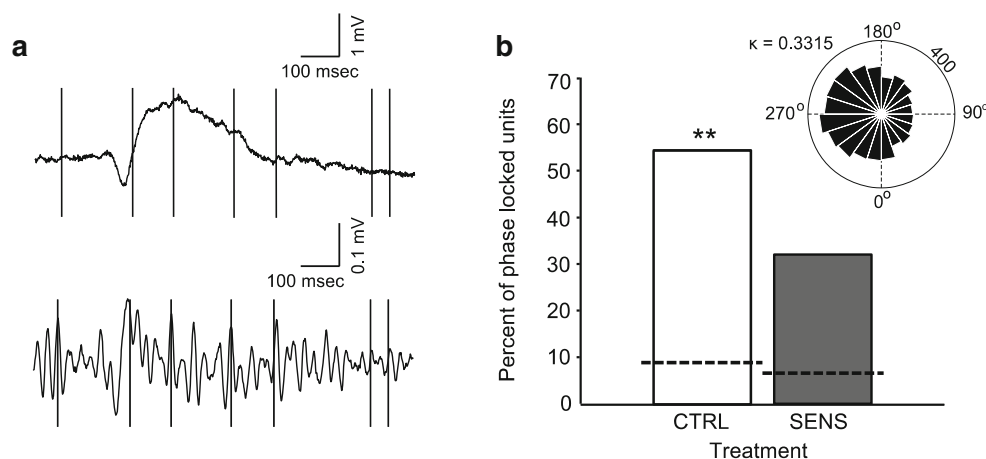 a
1 mV
100 msec
0.1 mV
100 msec
b
κ = 0.3315
180°
400
270°
90°
0°
**
Percent of phase locked units
70
60
50
40
30
20
10
0
CTRL
SENS
Treatment